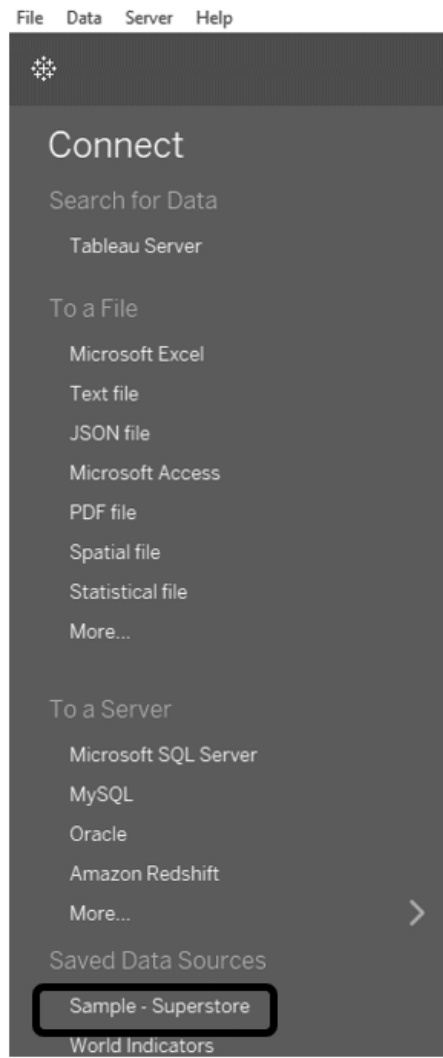 File Data Server Help
Connect
Search for Data
Tableau Server
To a File
Microsoft Excel
Text file
JSON file
Microsoft Access
PDF file
Spatial file
Statistical file
More...
To a Server
Microsoft SQL Server
MySQL
Oracle
Amazon Redshift
More...
Saved Data Sources
Sample - Superstore
World Indicators